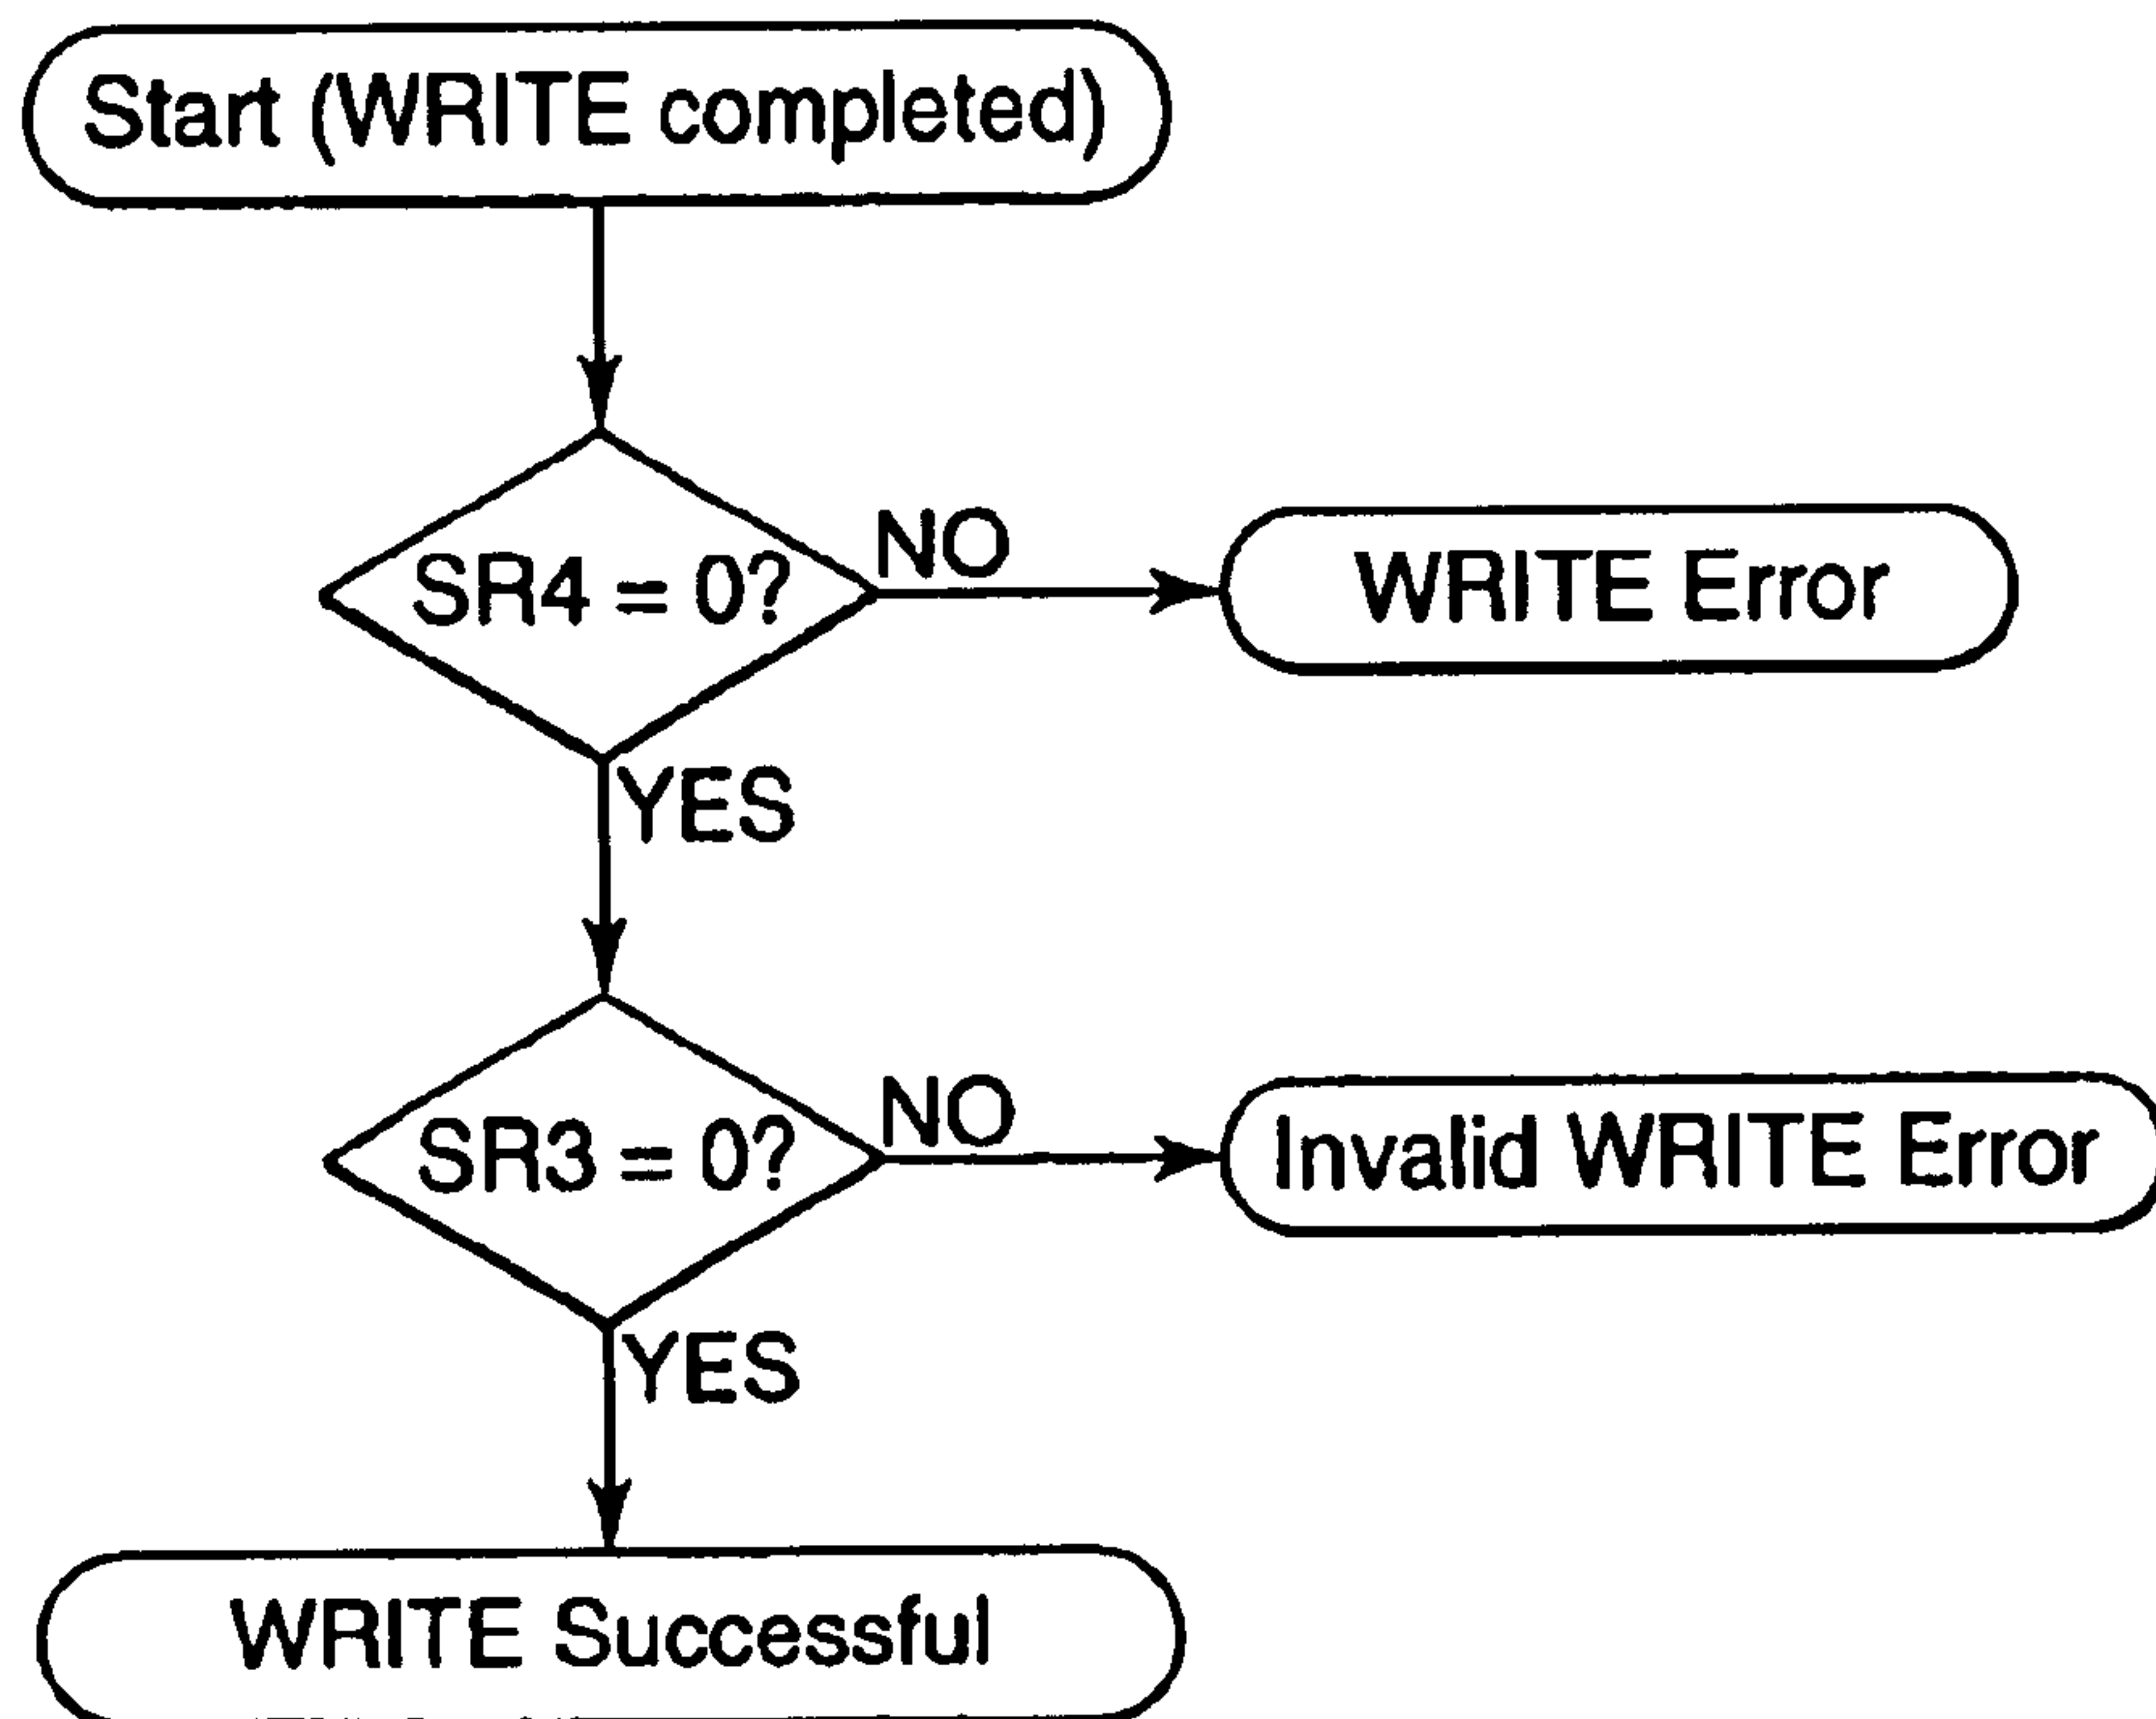 Start (WRITE completed)
SR4 = 0?
NO
WRITE Error
YES
SR3 = 0?
NO
Invalid WRITE Error
YES
WRITE Successful